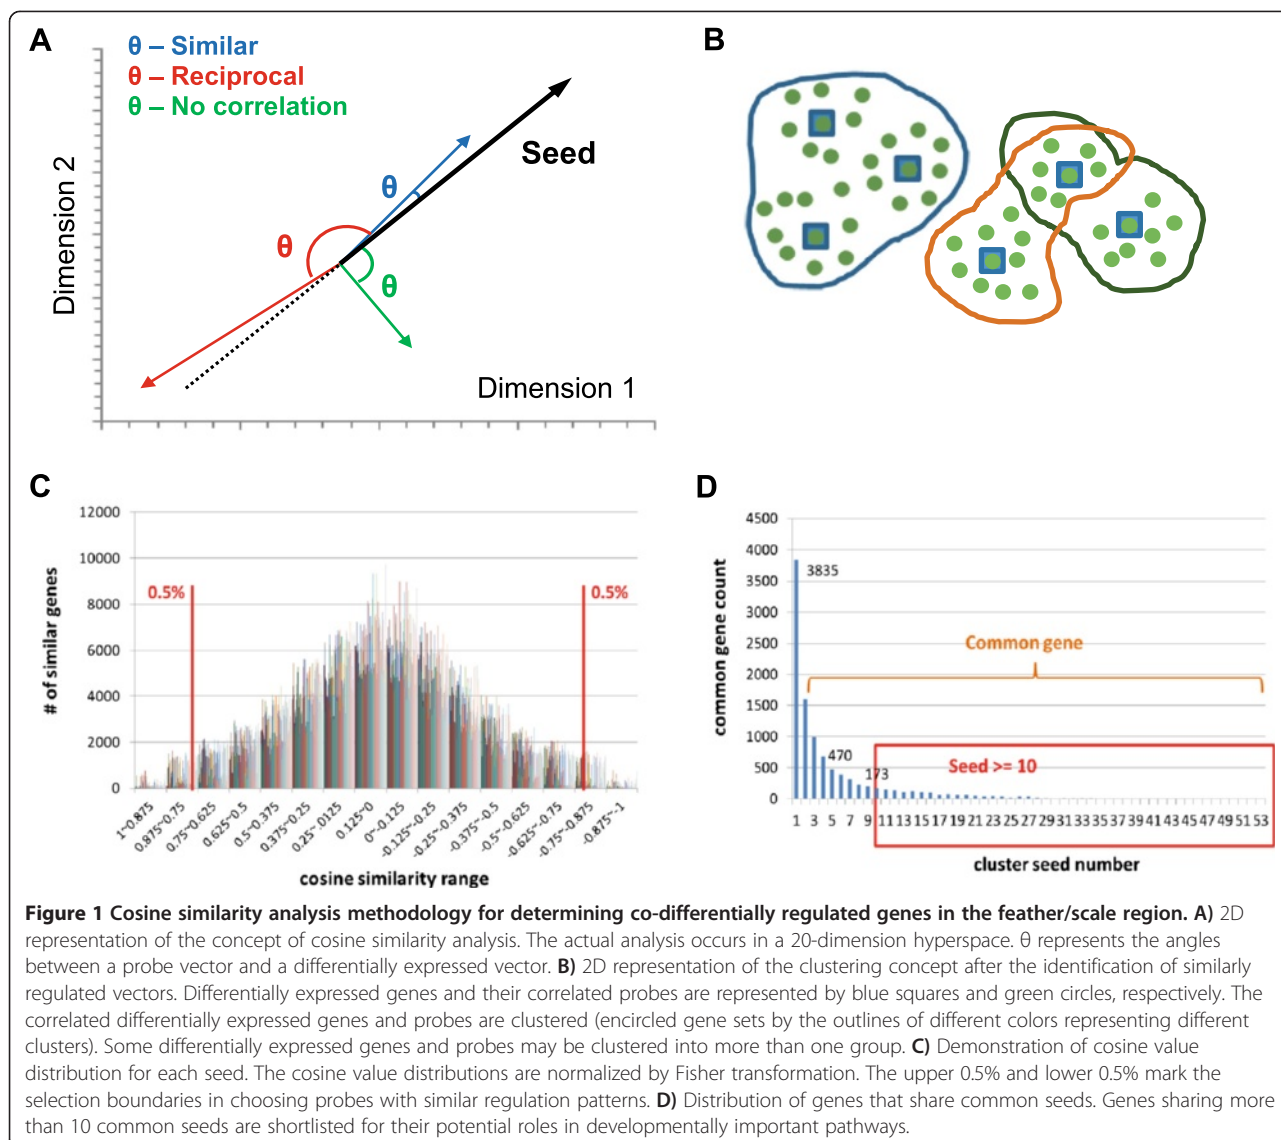 A
θ – Similar
θ – Reciprocal
θ – No correlation
Seed
θ
θ
θ
Dimension 2
Dimension 1
B
C
12000
10000
8000
6000
4000
2000
0
0.5%
0.5%
# of similar genes
1~0.875
0.875~0.75
0.75~0.625
0.625~0.5
0.5~0.375
0.375~0.25
0.25~.0125
0.125~0
0~-0.125
-0.125~-0.25
-0.25~-0.375
-0.375~-0.5
-0.5~-0.625
-0.625~-0.75
-0.75~-0.875
-0.875~-1
cosine similarity range
D
4500
4000
3500
3000
2500
2000
1500
1000
500
0
common gene count
3835
470
173
Common gene
Seed >= 10
1 3 5 7 9 11 13 15 17 19 21 23 25 27 29 31 33 35 37 39 41 43 45 47 49 51 53
cluster seed number
Figure 1 Cosine similarity analysis methodology for determining co-differentially regulated genes in the feather/scale region. A) 2D
representation of the concept of cosine similarity analysis. The actual analysis occurs in a 20-dimension hyperspace. θ represents the angles
between a probe vector and a differentially expressed vector. B) 2D representation of the clustering concept after the identification of similarly
regulated vectors. Differentially expressed genes and their correlated probes are represented by blue squares and green circles, respectively. The
correlated differentially expressed genes and probes are clustered (encircled gene sets by the outlines of different colors representing different
clusters). Some differentially expressed genes and probes may be clustered into more than one group. C) Demonstration of cosine value
distribution for each seed. The cosine value distributions are normalized by Fisher transformation. The upper 0.5% and lower 0.5% mark the
selection boundaries in choosing probes with similar regulation patterns. D) Distribution of genes that share common seeds. Genes sharing more
than 10 common seeds are shortlisted for their potential roles in developmentally important pathways.